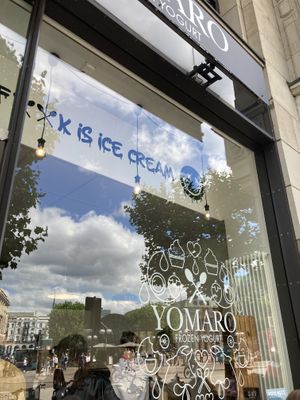 YOMARO
YOGURT
X IS ICE CREAM
YOMARO
FROZEN YOGURT